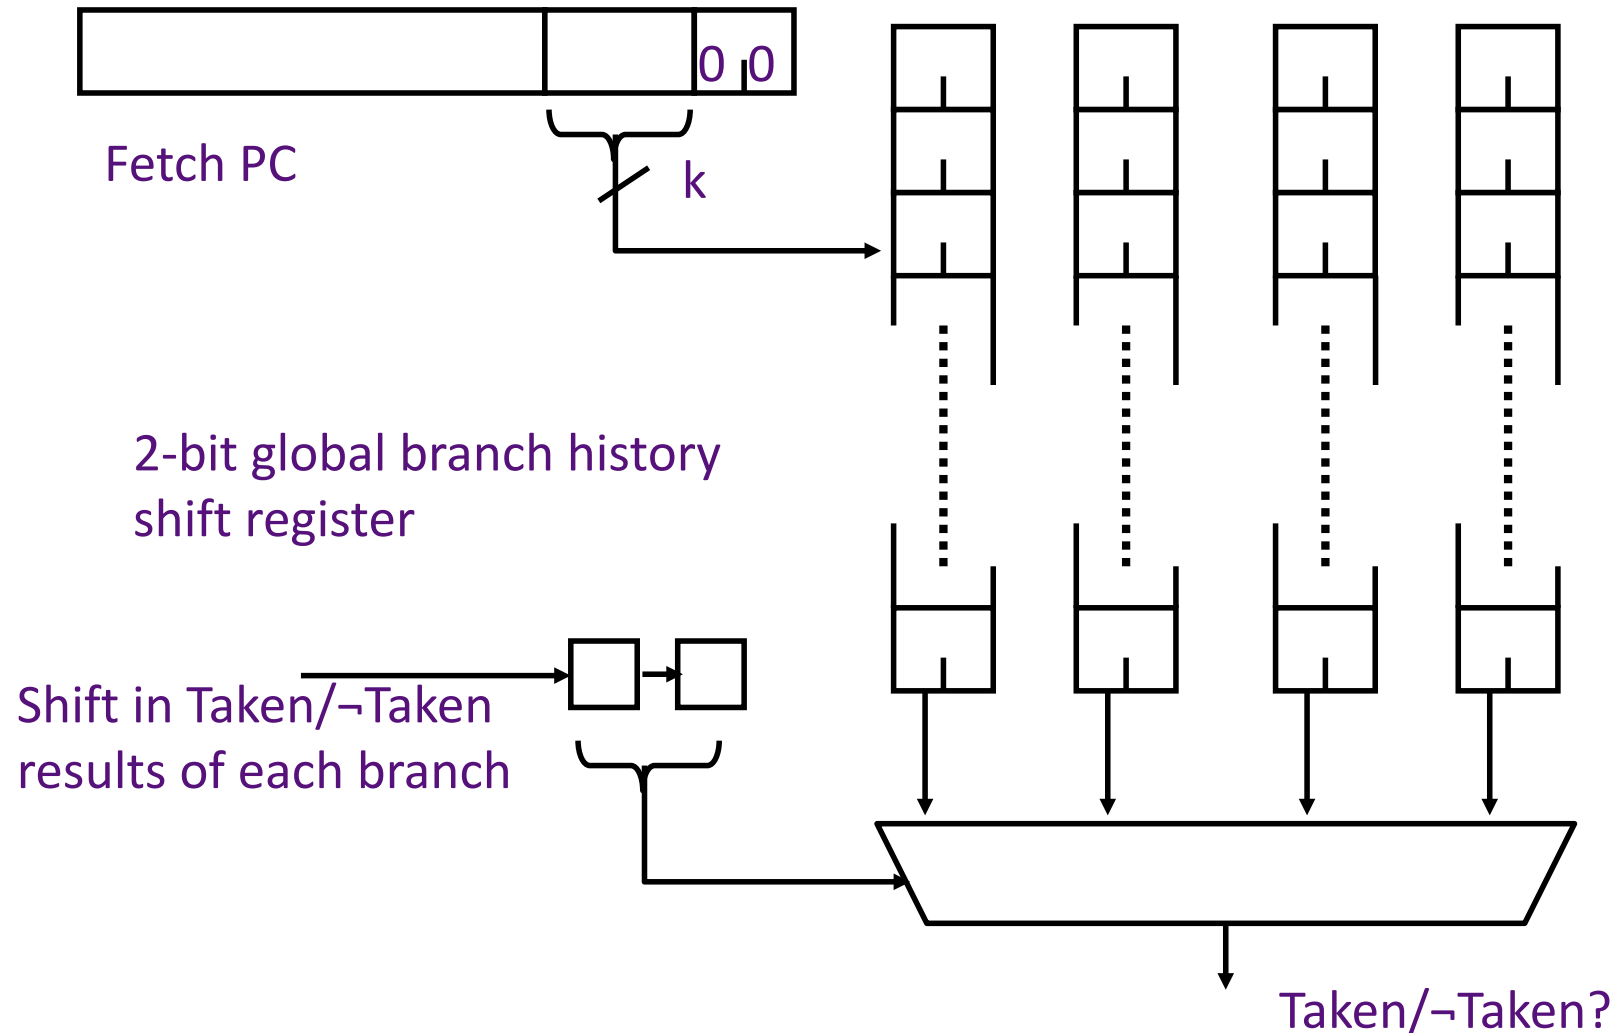 0 0
Fetch PC
k
2-bit global branch history
shift register
Shift in Taken/¬Taken
results of each branch
Taken/¬Taken?